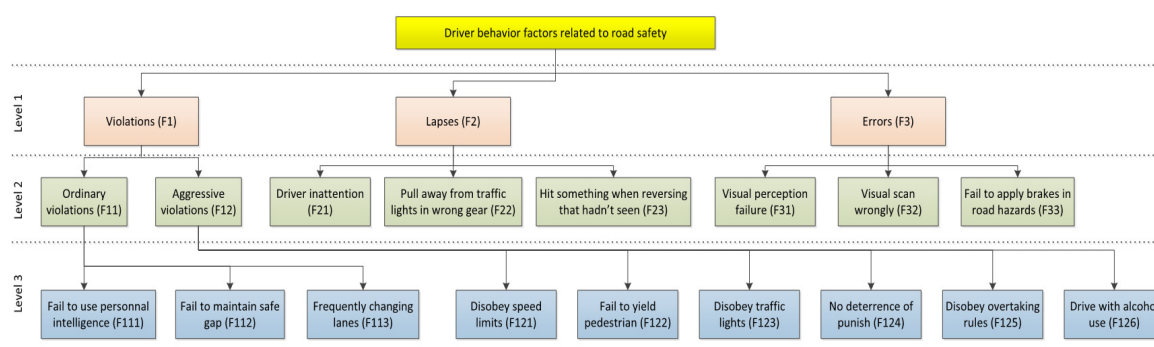 Driver behavior factors related to road safety
Level 1
Violations (F1)
Lapses (F2)
Errors (F3)
Level 2
Ordinary
violations (F11)
Aggressive
violations (F12)
Driver inattention
(F21)
Pull away from traffic
lights in wrong gear (F22)
Hit something when reversing
that hadn't seen (F23)
Visual perception
failure (F31)
Visual scan
wrongly (F32)
Fail to apply brakes in
road hazards (F33)
Level 3
Fail to use personnal
intelligence (F111)
Fail to maintain safe
gap (F112)
Frequently changing
lanes (F113)
Disobey speed
limits (F121)
Fail to yield
pedestrian (F122)
Disobey traffic
lights (F123)
No deterrence of
punish (F124)
Disobey overtaking
rules (F125)
Drive with alcoho
use (F126)